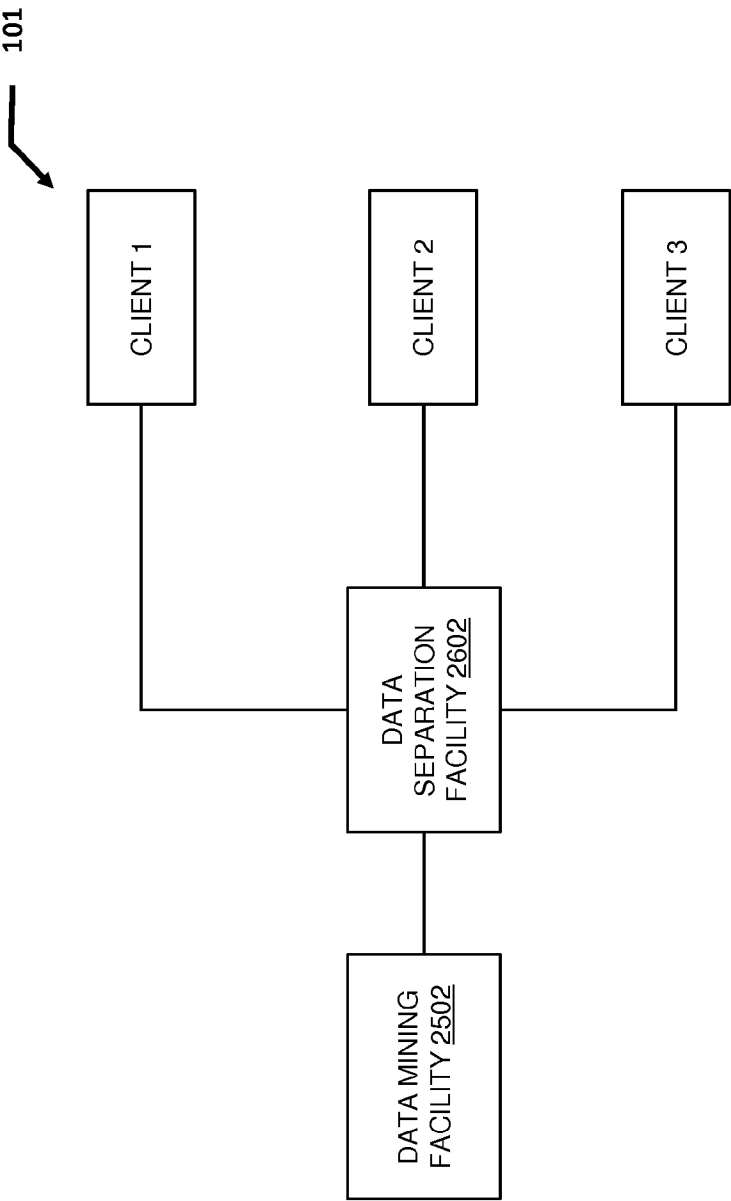 101
CLIENT 1
CLIENT 2
CLIENT 3
DATA
SEPARATION
FACILITY 2602
DATA MINING
FACILITY 2502